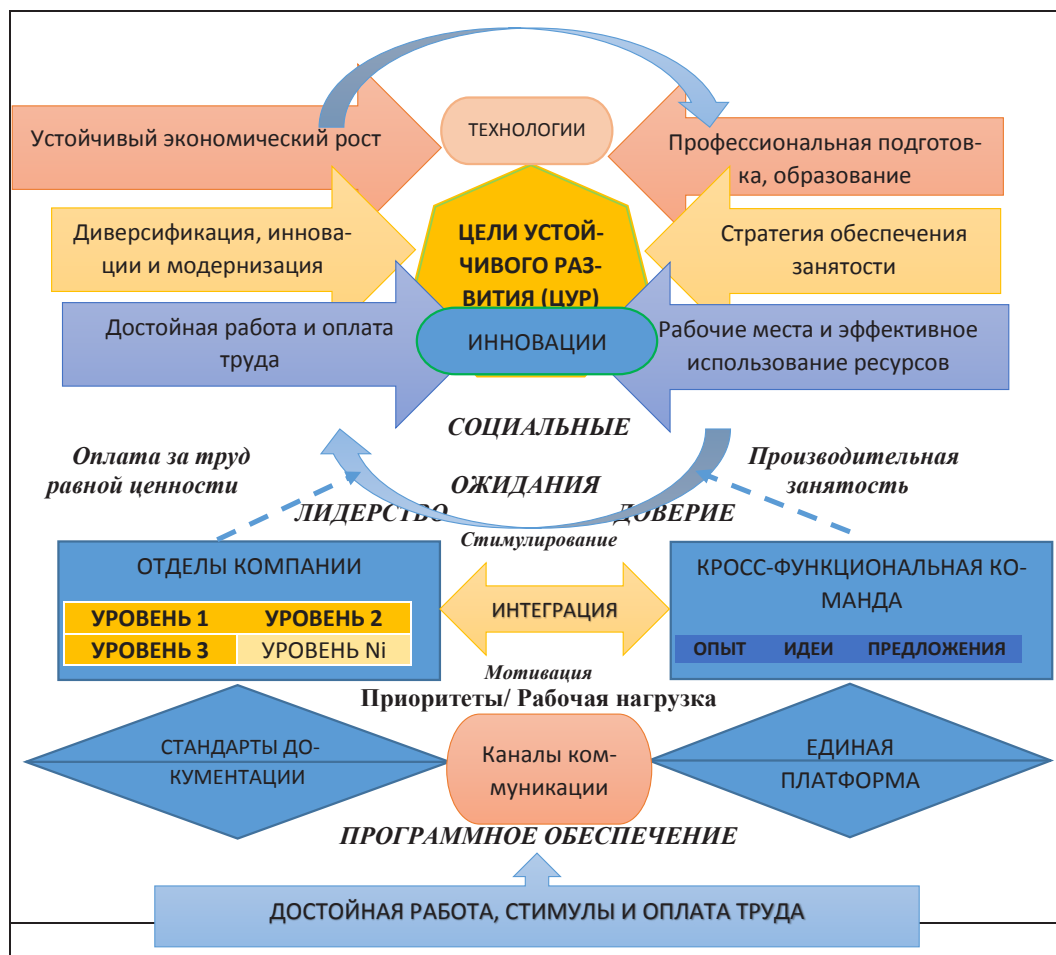 ТЕХНОЛОГИИ
Устойчивый экономический рост
Профессиональная подготов-
ка, образование
Диверсификация, иннова-
ции и модернизация
ЦЕЛИ УСТОЙ-
ЧИВОГО РАЗ-
ВИТИЯ (ЦУР)
Стратегия обеспечения
занятости
Достойная работа и оплата
труда
ИННОВАЦИИ
Рабочие места и эффективное
использование ресурсов
СОЦИАЛЬНЫЕ
ОЖИДАНИЯ
Оплата за труд
равной ценности
Производительная
занятость
ЛИДЕРСТВО
ДОВЕРИЕ
Стимулирование
ОТДЕЛЫ КОМПАНИИ
УРОВЕНЬ 1 УРОВЕНЬ 2
УРОВЕНЬ 3 УРОВЕНЬ Ni
ИНТЕГРАЦИЯ
КРОСС-ФУНКЦИОНАЛЬНАЯ КО-
МАНДА
ОПЫТ ИДЕИ ПРЕДЛОЖЕНИЯ
Мотивация
Приоритеты/ Рабочая нагрузка
СТАНДАРТЫ ДО-
КУМЕНТАЦИИ
Каналы ком-
муникации
ЕДИНАЯ
ПЛАТФОРМА
ПРОГРАММНОЕ ОБЕСПЕЧЕНИЕ
ДОСТОЙНАЯ РАБОТА, СТИМУЛЫ И ОПЛАТА ТРУДА